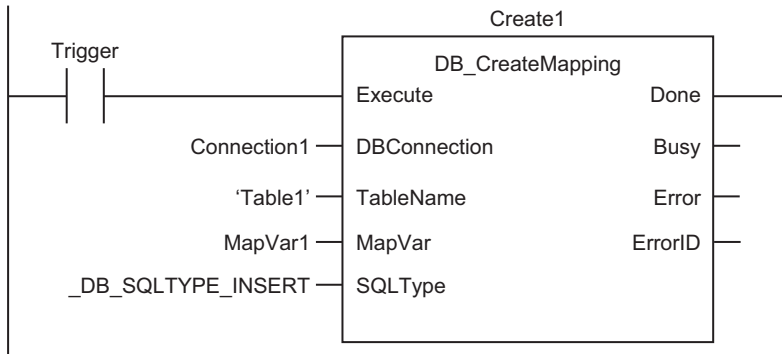 Create1
Trigger
DB_CreateMapping
Execute Done
Connection1 DBConnection Busy
‘Table1’ TableName Error
MapVar1 MapVar ErrorID
_DB_SQLTYPE_INSERT SQLType